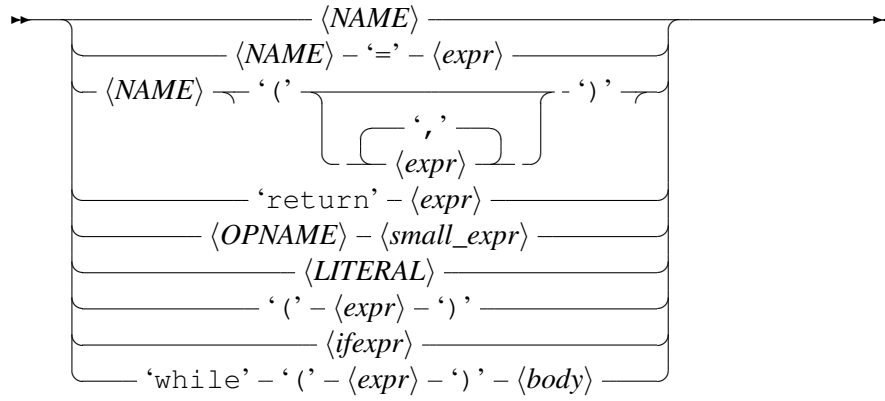 ⟨NAME⟩
⟨NAME⟩ – ‘=’ – ⟨expr⟩
⟨NAME⟩ ‘(’ ‘)’
‘,’
⟨expr⟩
‘return’ – ⟨expr⟩
⟨OPNAME⟩ – ⟨small_expr⟩
⟨LITERAL⟩
‘(’ – ⟨expr⟩ – ‘)’
⟨ifexpr⟩
‘while’ – ‘(’ – ⟨expr⟩ – ‘)’ – ⟨body⟩